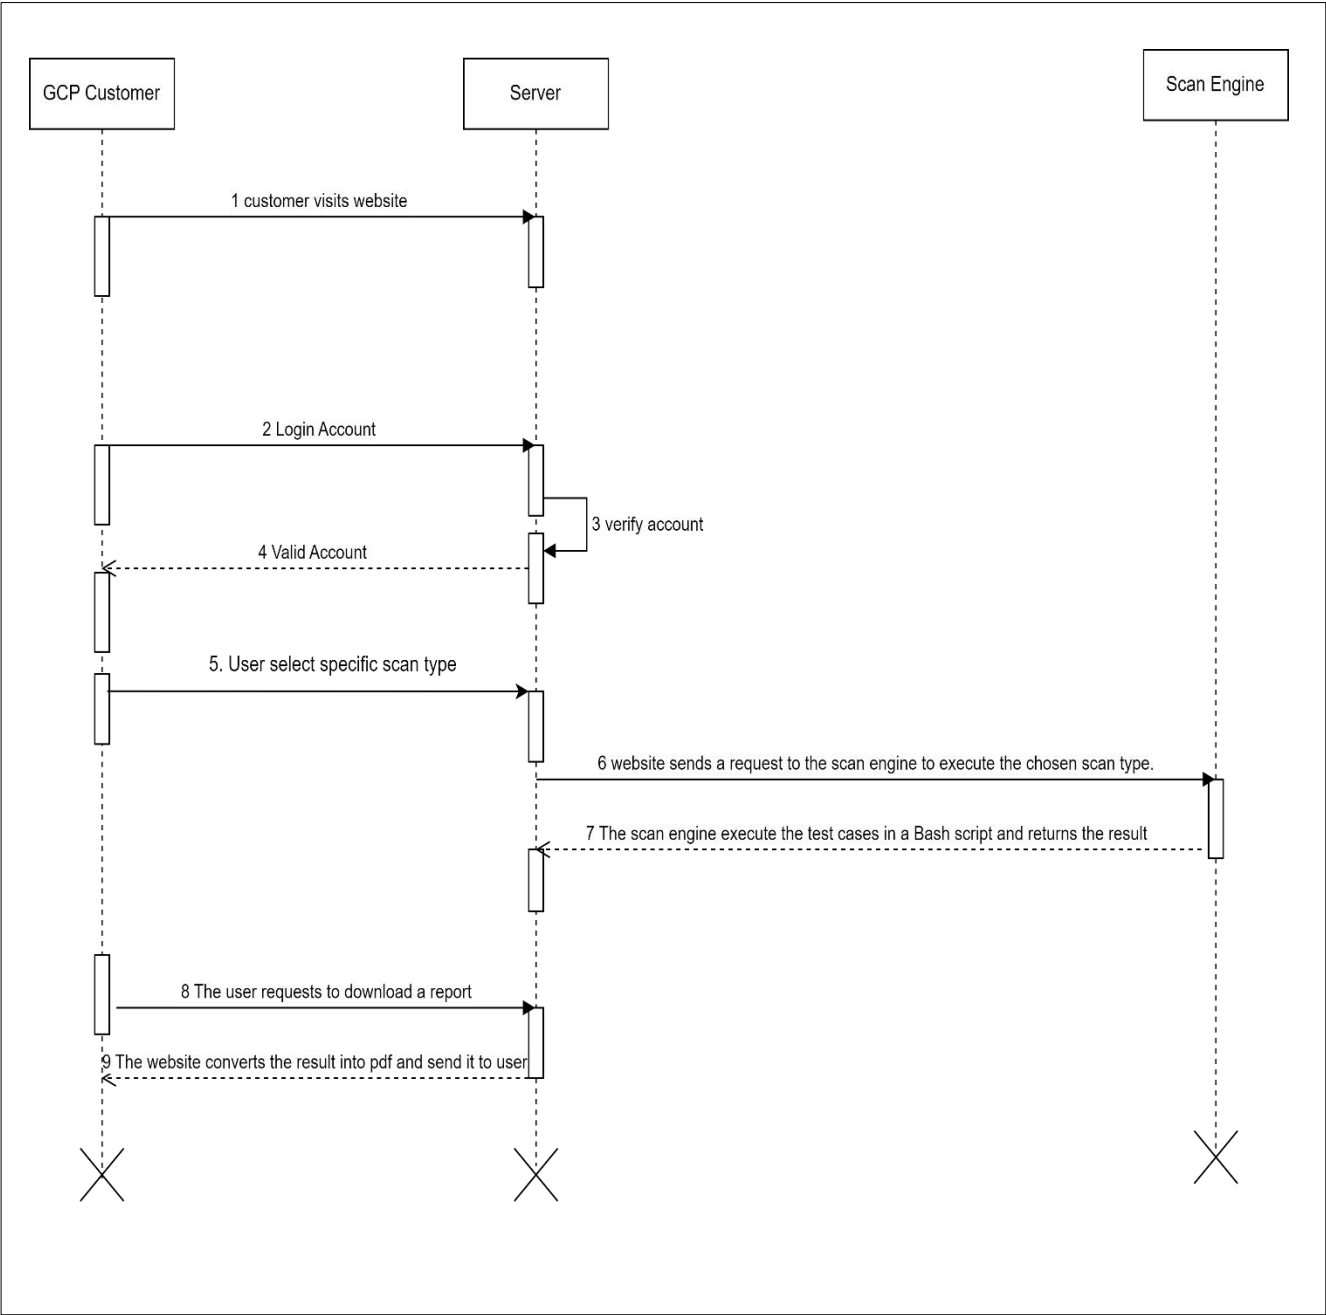 GCP Customer
Server
Scan Engine
1 customer visits website
2 Login Account
3 verify account
4 Valid Account
5. User select specific scan type
6 website sends a request to the scan engine to execute the chosen scan type.
7 The scan engine execute the test cases in a Bash script and returns the result
8 The user requests to download a report
9 The website converts the result into pdf and send it to user